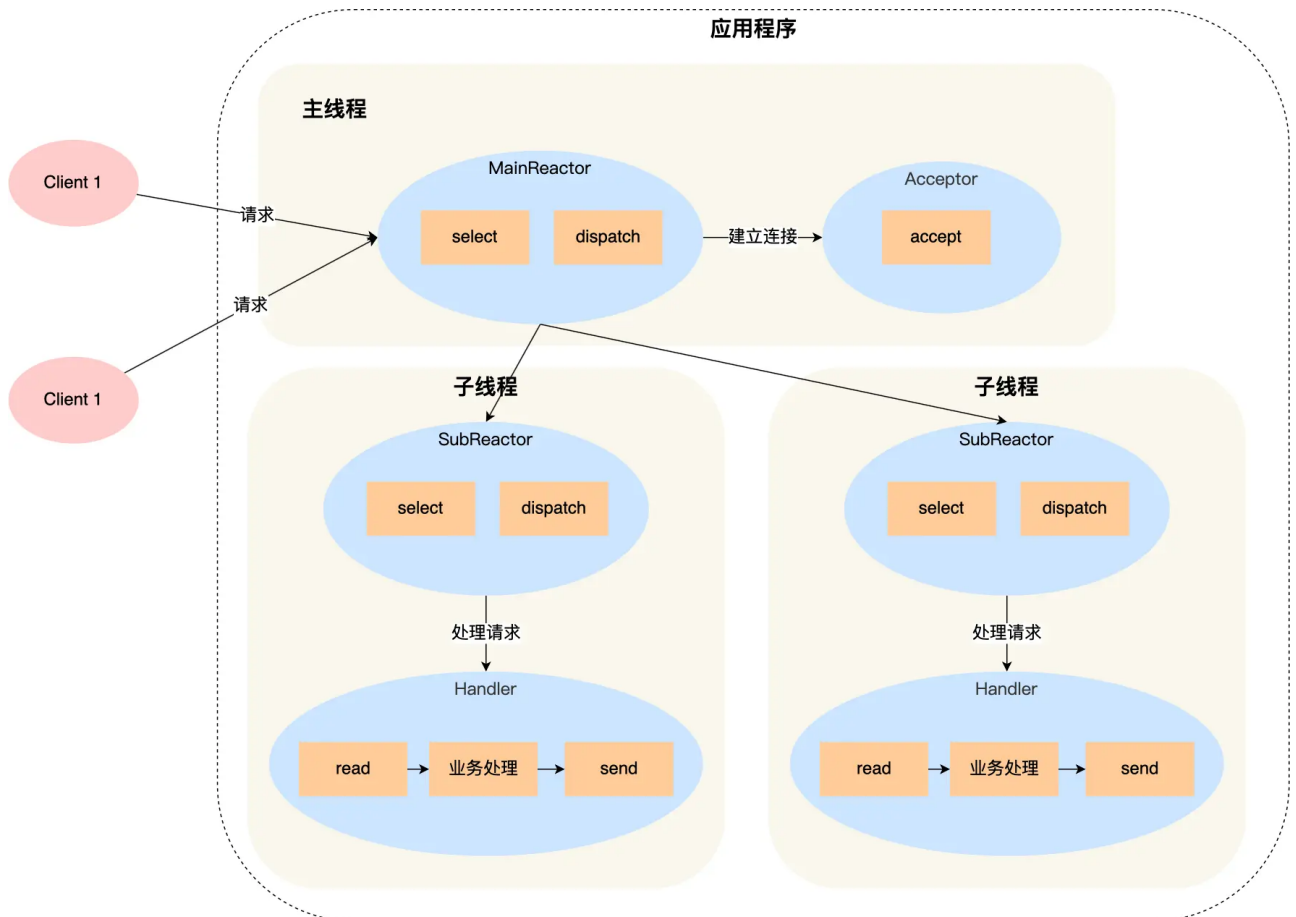 应用程序
主线程
MainReactor
Acceptor
Client 1
请求
select
dispatch
建立连接
accept
请求
Client 1
子线程
子线程
SubReactor
SubReactor
select
dispatch
select
dispatch
处理请求
处理请求
Handler
Handler
read
业务处理
send
read
业务处理
send